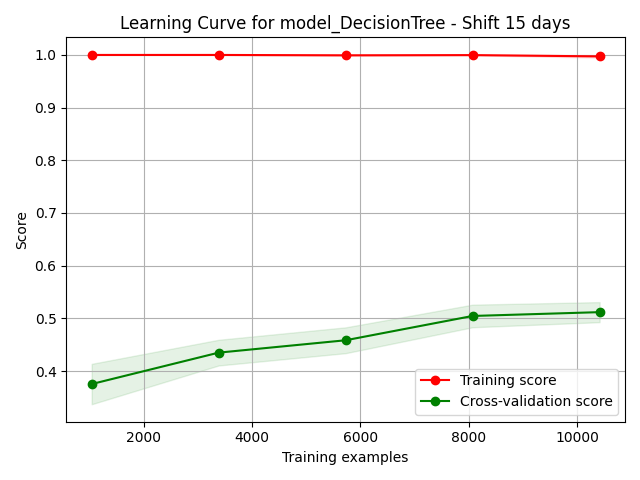 Learning Curve for model_DecisionTree - Shift 15 days
Score
1.0
0.9
0.8
0.7
0.6
0.5
0.4
Training score
Cross-validation score
2000 4000 6000 8000 10000
Training examples